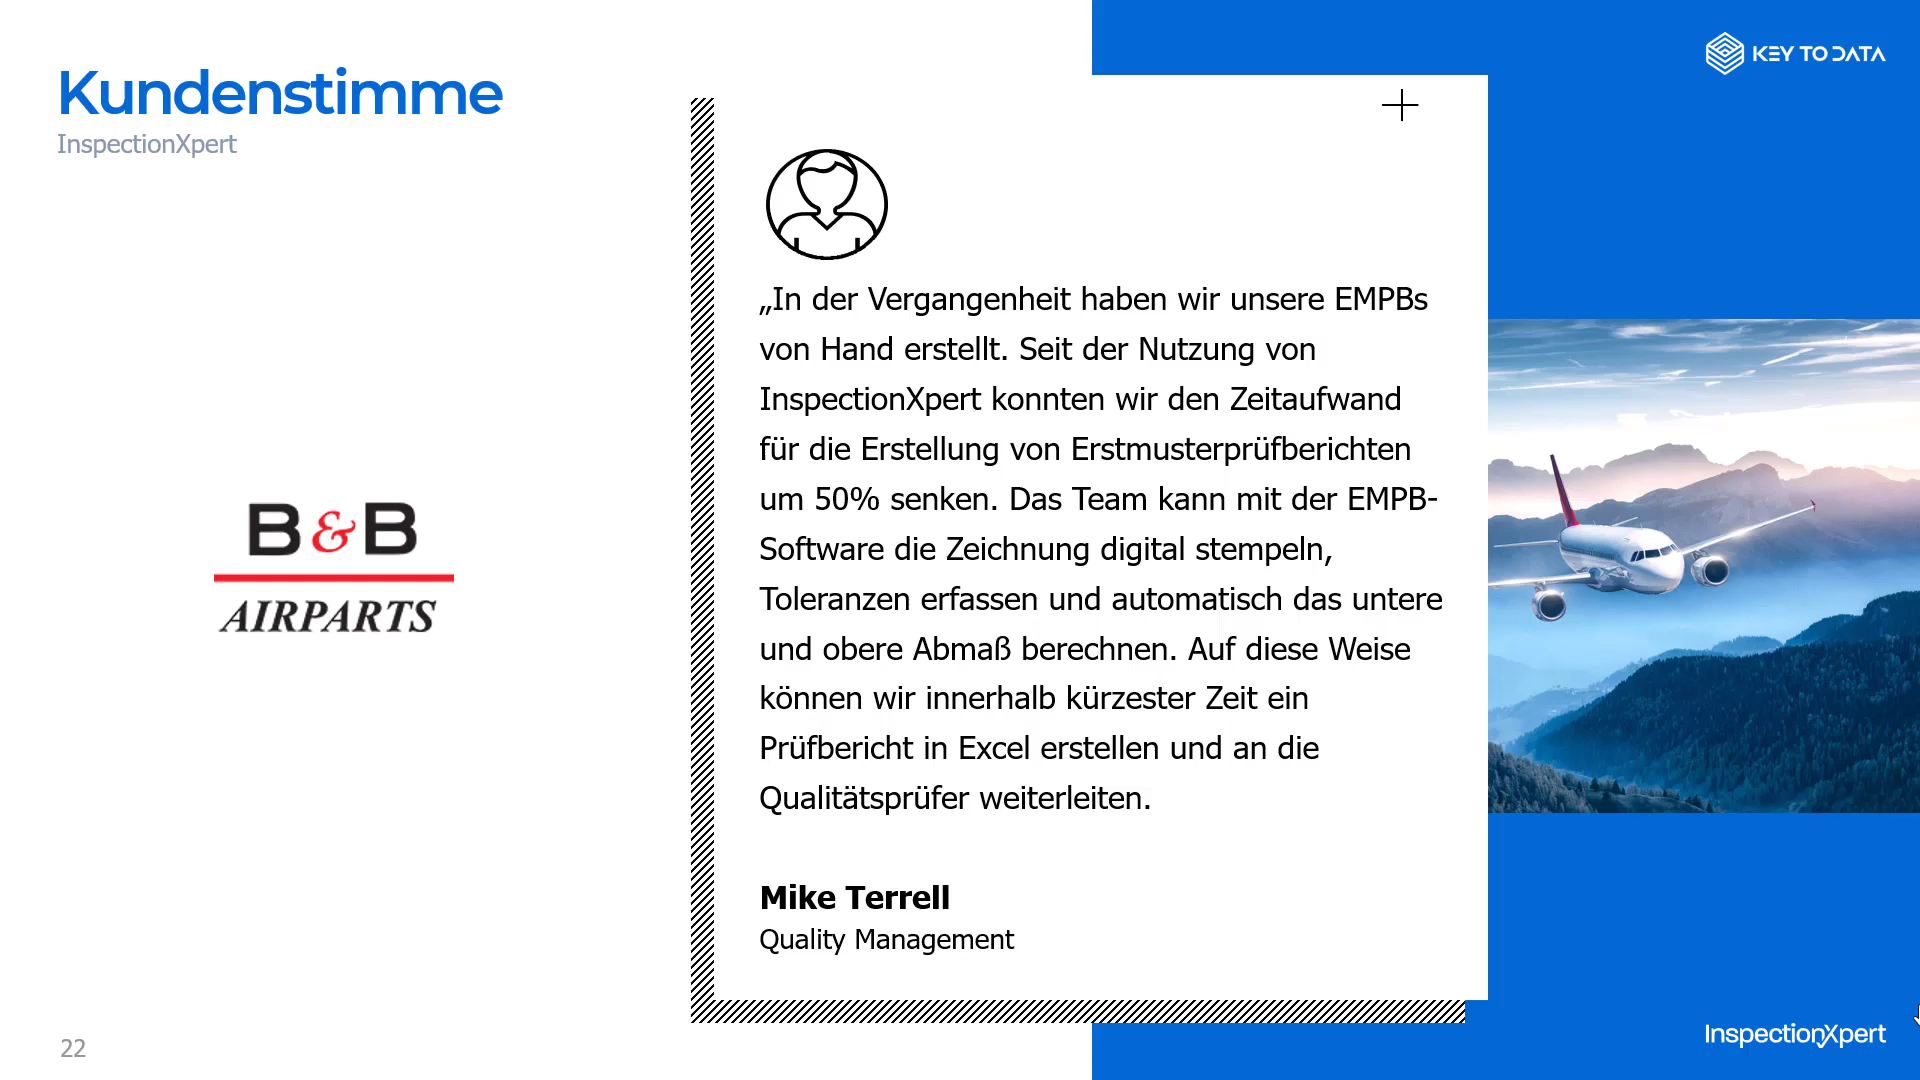 Kundenstimme
InspectionXpert
KEY TO DATA
„In der Vergangenheit haben wir unsere EMPBs
von Hand erstellt. Seit der Nutzung von
InspectionXpert konnten wir den Zeitaufwand
für die Erstellung von Erstmusterprüfberichten
um 50% senken. Das Team kann mit der EMPB-
Software die Zeichnung digital stempeln,
Toleranzen erfassen und automatisch das untere
und obere Abmaß berechnen. Auf diese Weise
können wir innerhalb kürzester Zeit ein
Prüfbericht in Excel erstellen und an die
Qualitätsprüfer weiterleiten.
Mike Terrell
Quality Management
B & B
AIRPARTS
22
InspectionXpert